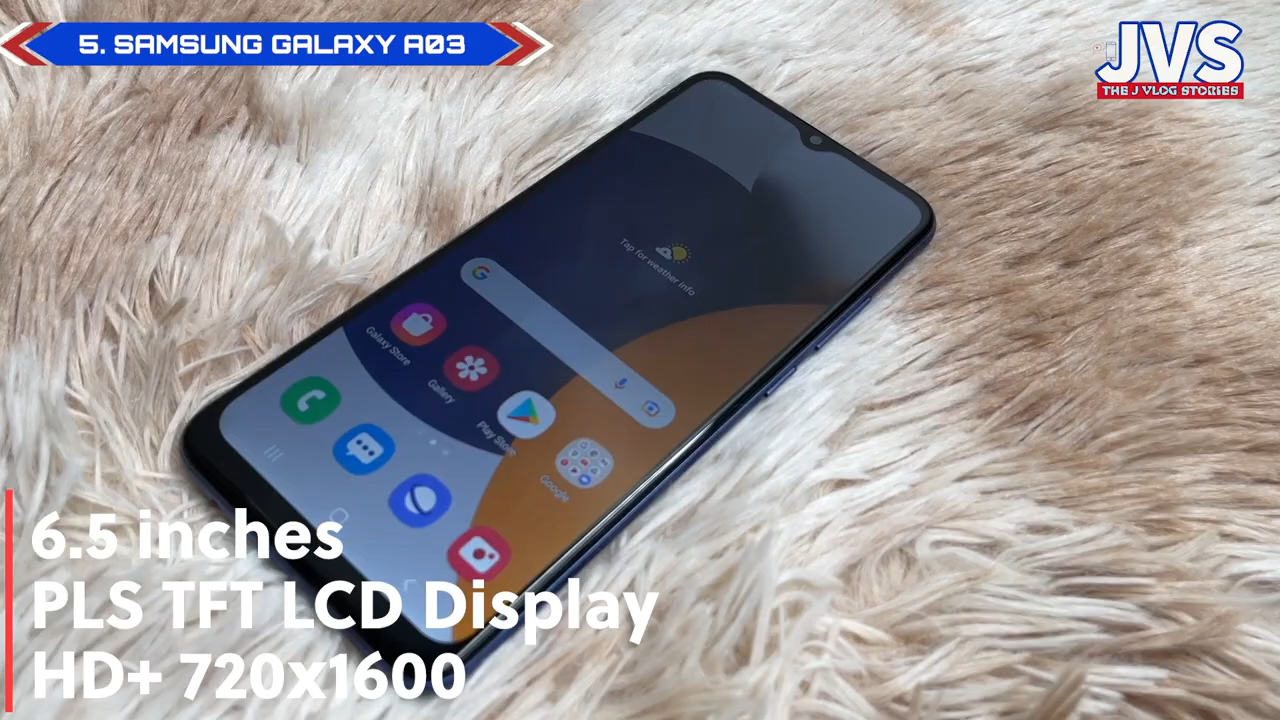 5. SAMSUNG GALAXY A03
JVS
THE J VLOG STORIES
Tap for weather info
Galaxy Store
Gallery
Play Store
Google
6.5 inches
PLS TFT LCD Display
HD+ 720x1600